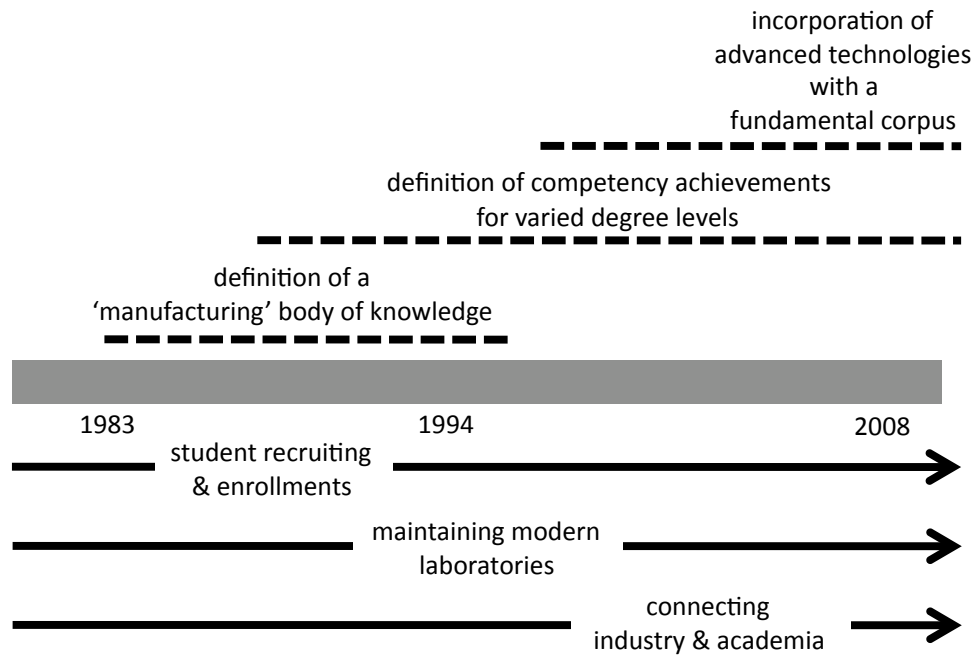 incorporation of
advanced technologies
with a
fundamental corpus
definition of competency achievements
for varied degree levels
definition of a
‘manufacturing’ body of knowledge
1983 1994 2008
student recruiting
& enrollments
maintaining modern
laboratories
connecting
industry & academia